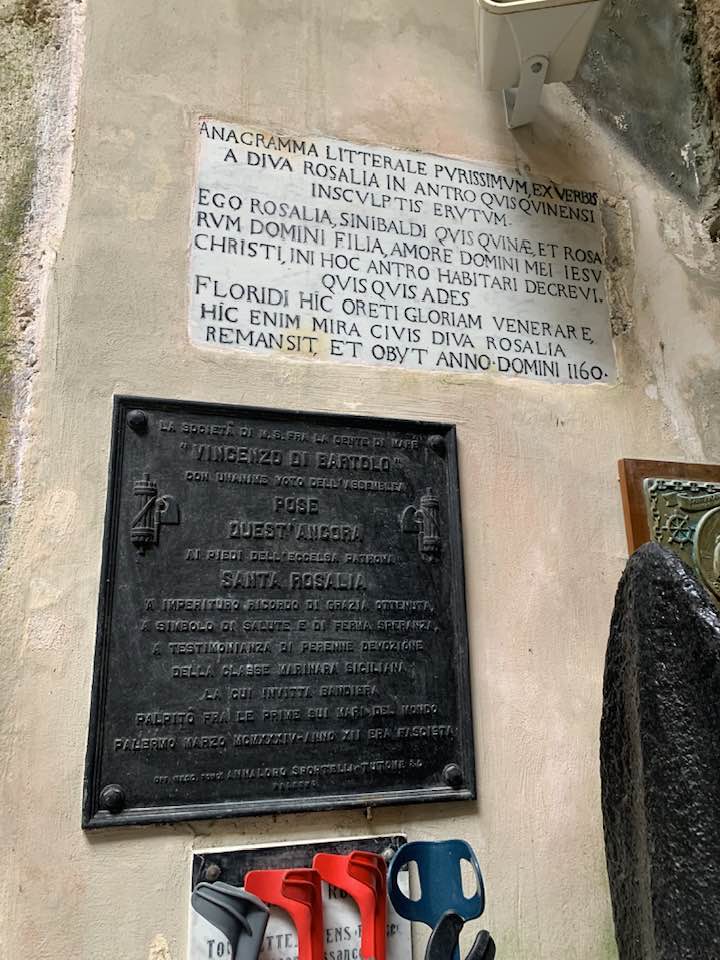 ANAGRAMMA LITTERALE PVRISSIMVM, EX VERBIS
A DIVA ROSALIA IN ANTRO QVISQVINENSI
INSCVLPTIS ERVTVM.
EGO ROSALIA, SINIBALDI QVISQVINÆ, ET ROSA
RVM DOMINI FILIA, AMORE DOMINI MEI IESV
CHRISTI, INI HOC ANTRO HABITARI DECREVI.
QVISQVIS ADES
FLORIDI HÌC ORETI GLORIAM VENERARE,
HÌC ENIM MIRA CIVIS DIVA ROSALIA
REMANSIT, ET OBYT ANNO·DOMINI 1160.
LA SOCIETÀ DI M. S. FRA LA GENTE DI MARE
"VINCENZO DI BARTOLO"
CON UNANIME VOTO DELL'ASSEMBLEA
POSE
QUEST'ANCORA
AI PIEDI DELL'ECCELSA PATRONA
SANTA ROSALIA
A IMPERITURO RICORDO DI GRAZIA OTTENUTA,
A SIMBOLO DI SALUTE E DI FERMA SPERANZA,
A TESTIMONIANZA DI PERENNE DEVOZIONE
DELLA CLASSE MARINARA SICILIANA
LA CUI INVITTA BANDIERA
PALPITÒ FRA LE PRIME SUI MARI DEL MONDO
PALERMO MARZO MCMXXXIV-ANNO XII ERA FASCISTA
ANNALORO SPORTELLI-TUTONE